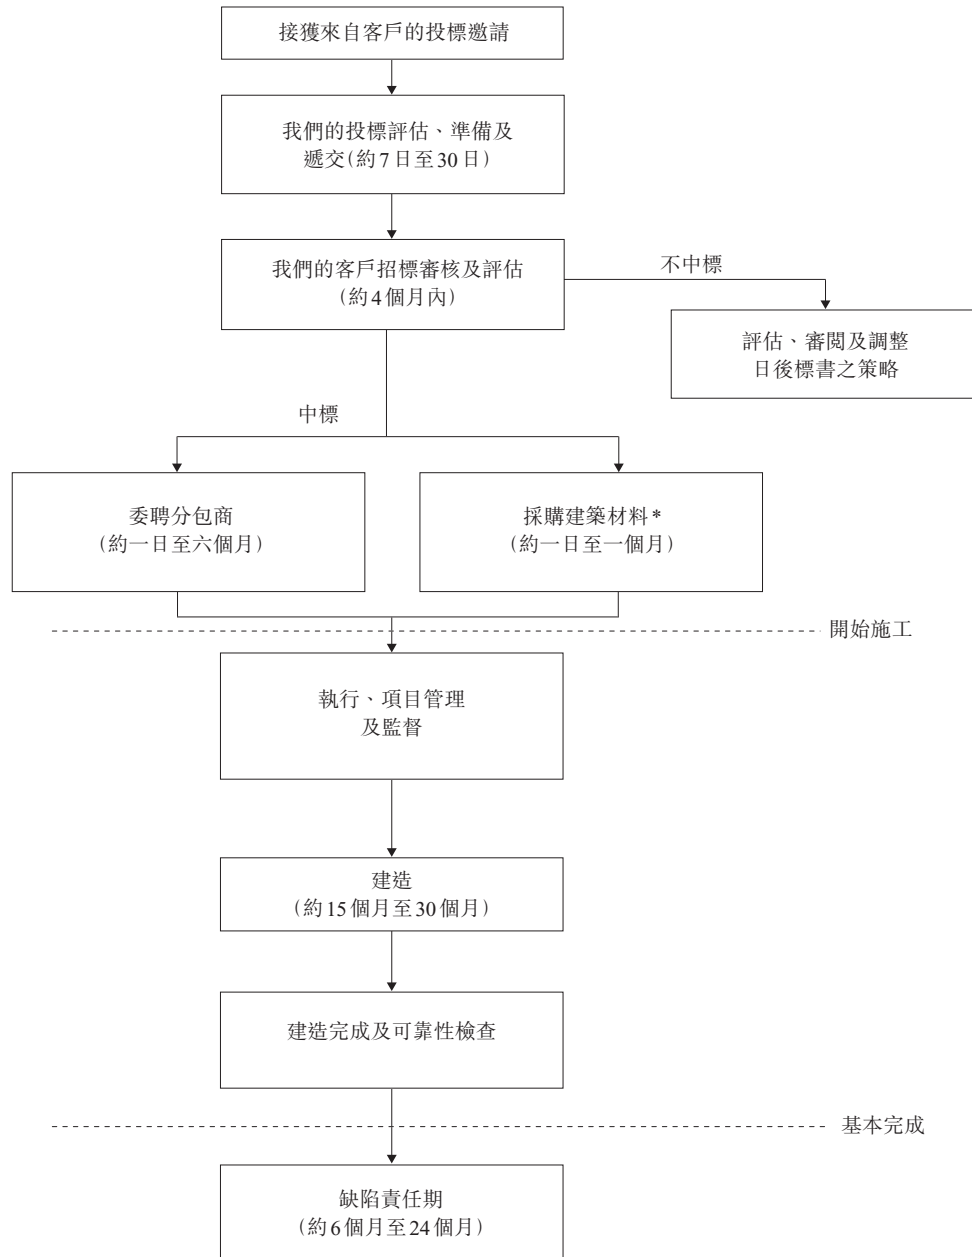 接獲來自客戶的投標邀請
我們的投標評估、準備及
遞交(約7日至30日)
我們的客戶招標審核及評估
(約4個月內)
不中標
評估、審閱及調整
日後標書之策略
中標
委聘分包商
(約一日至六個月)
採購建築材料*
(約一日至一個月)
開始施工
執行、項目管理
及監督
建造
(約15個月至30個月)
建造完成及可靠性檢查
基本完成
缺陷責任期
(約6個月至24個月)